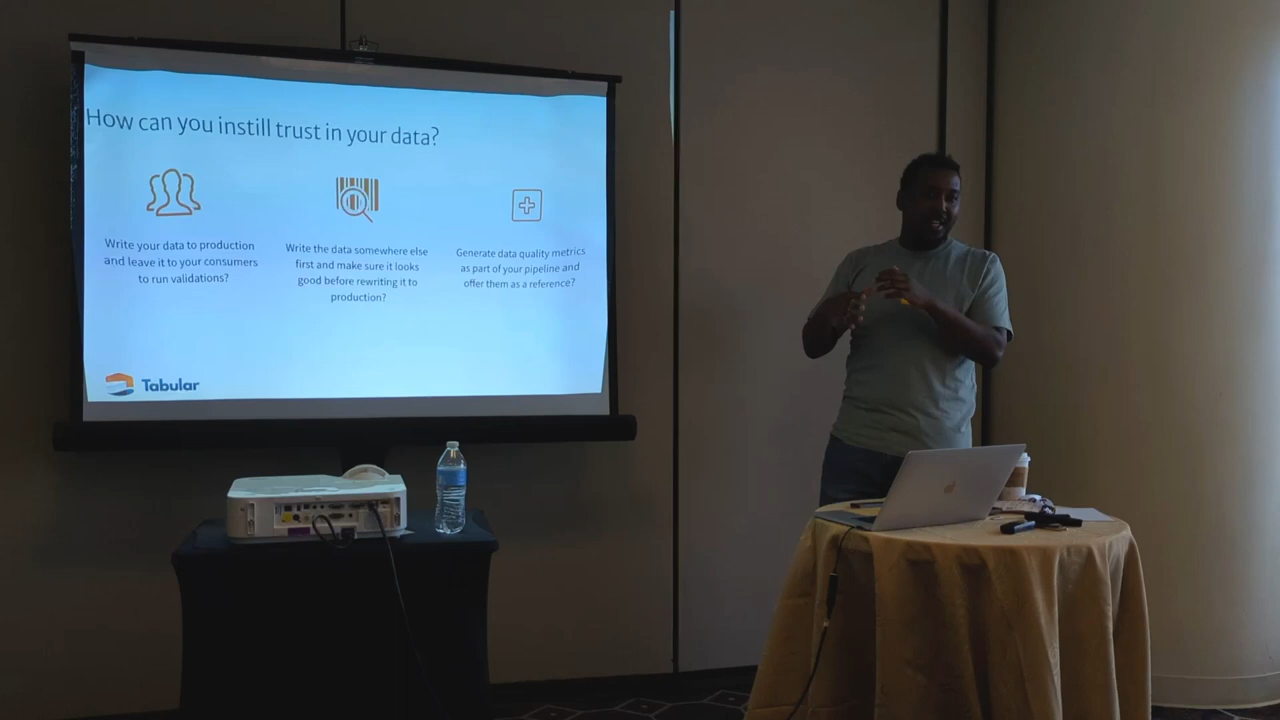 How can you instill trust in your data?
Write your data to production
and leave it to your consumers
to run validations?
Write the data somewhere else
first and make sure it looks
good before rewriting it to
production?
Generate data quality metrics
as part of your pipeline and
offer them as a reference?
Tabular